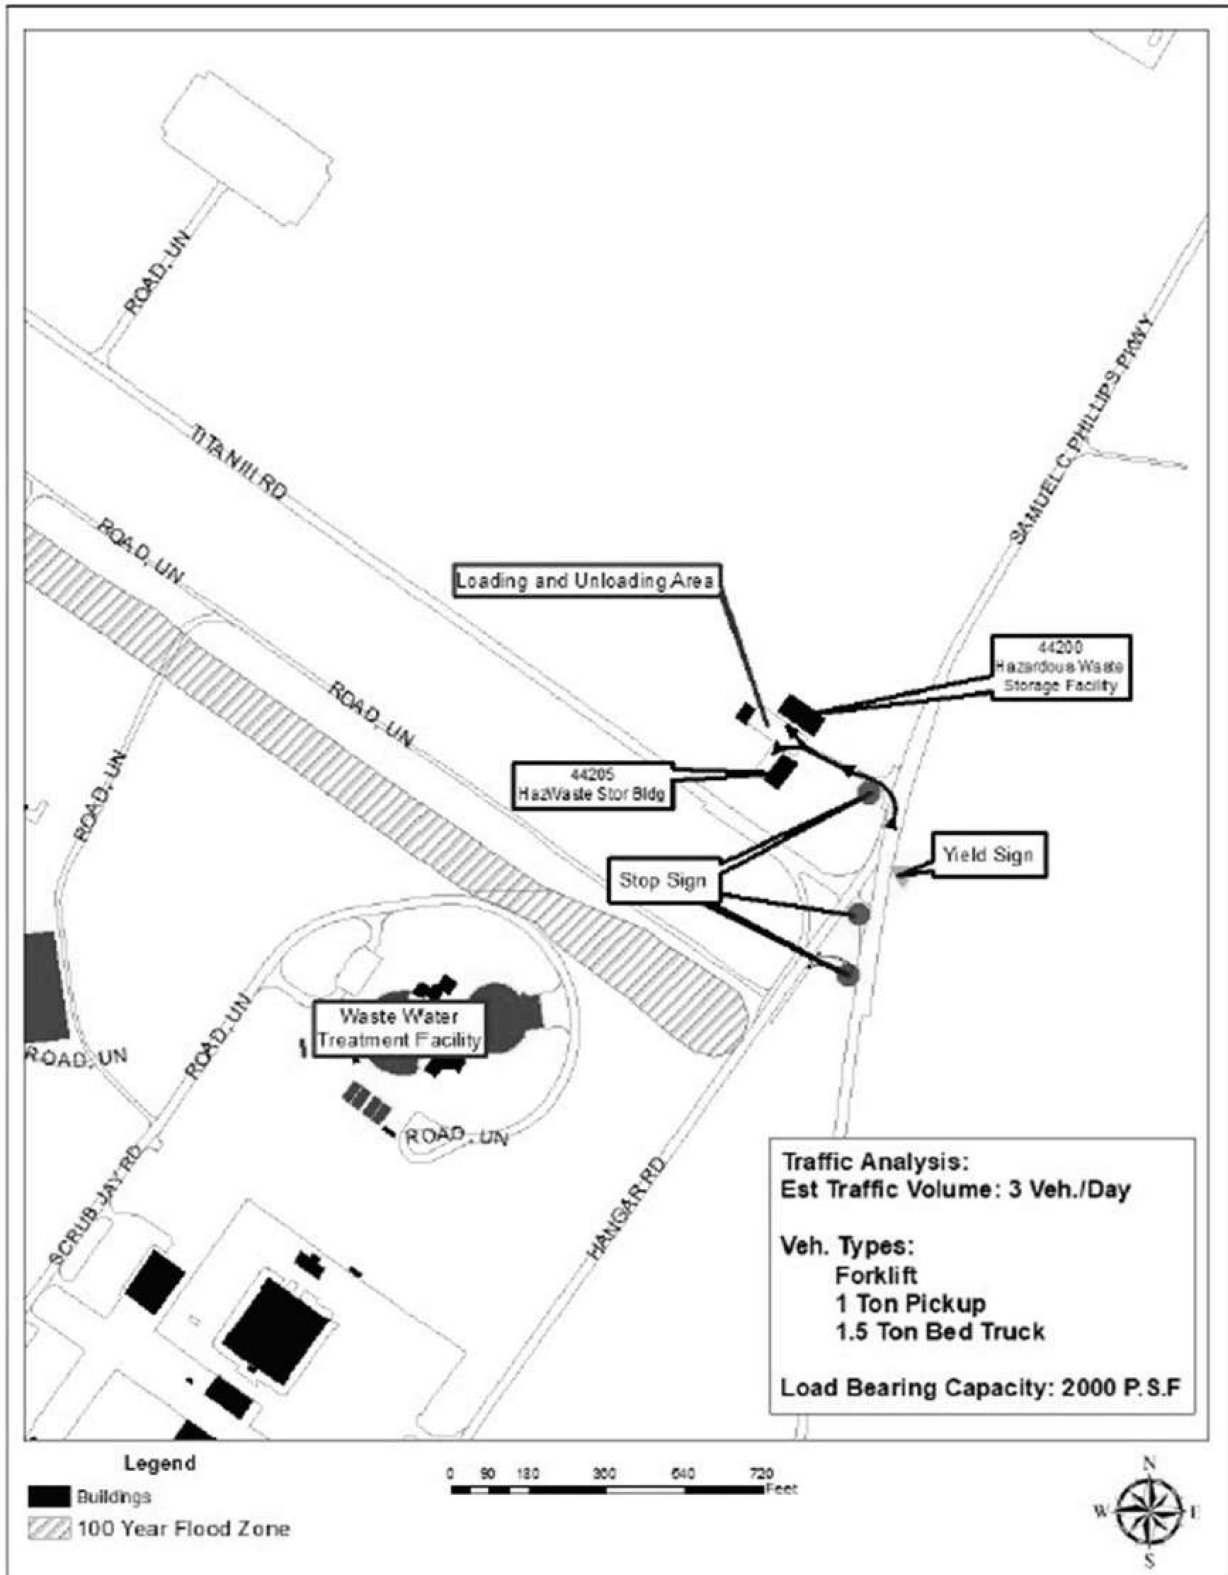 ROAD, UN
SAMUEL C PHILLIPS PKWY
TITAN III RD
ROAD, UN
Loading and Unloading Area
44200
Hazardous Waste
Storage Facility
ROAD, UN
44205
HazWaste Stor Bldg
ROAD, UN
Yield Sign
Stop Sign
Waste Water
Treatment Facility
ROAD, UN
ROAD, UN
ROAD, UN
SCRUB JAY RD
HANGAR RD
Traffic Analysis:
Est Traffic Volume: 3 Veh./Day
Veh. Types:
Forklift
1 Ton Pickup
1.5 Ton Bed Truck
Load Bearing Capacity: 2000 P.S.F
Legend
Buildings
100 Year Flood Zone
0 90 180 360 540 720
Feet
N
W E
S